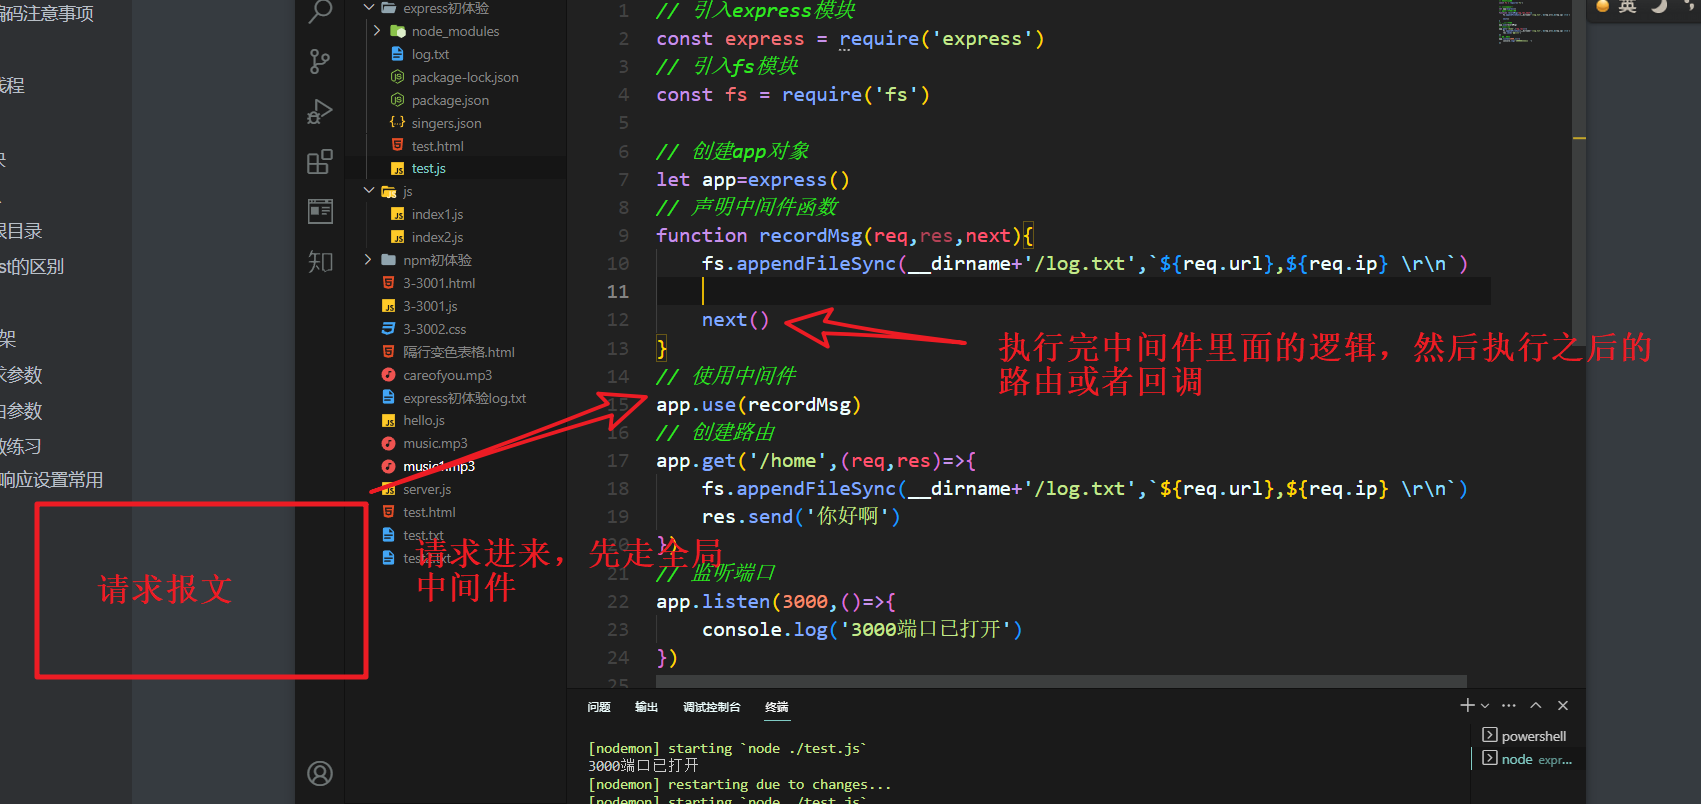 编码注意事项
线程
根目录
st的区别
架
求参数
由参数
数练习
响应设置常用
知
express初体验
node_modules
log.txt
package-lock.json
package.json
singers.json
test.html
test.js
js
index1.js
index2.js
npm初体验
3-3001.html
3-3001.js
3-3002.css
隔行变色表格.html
careofyou.mp3
express初体验log.txt
hello.js
music.mp3
music1.mp3
server.js
test.html
test.txt
test2.txt
英
1 // 引入express模块
2 const express = require('express')
3 // 引入fs模块
4 const fs = require('fs')
5
6 // 创建app对象
7 let app=express()
8 // 声明中间件函数
9 function recordMsg(req,res,next){
10 fs.appendFileSync(__dirname+'/log.txt',`${req.url},${req.ip} \r\n`)
11
12 next()
13 }
14 // 使用中间件
15 app.use(recordMsg)
16 // 创建路由
17 app.get('/home',(req,res)=>{
18 fs.appendFileSync(__dirname+'/log.txt',`${req.url},${req.ip} \r\n`)
19 res.send('你好啊')
20 })
21 // 监听端口
22 app.listen(3000,()=>{
23 console.log('3000端口已打开')
24 })
25
执行完中间件里面的逻辑，然后执行之后的
路由或者回调
请求进来，先走全局
中间件
请求报文
问题 输出 调试控制台 终端
[nodemon] starting `node ./test.js`
3000端口已打开
[nodemon] restarting due to changes...
[nodemon] starting `node ./test.js`
powershell
node expr...